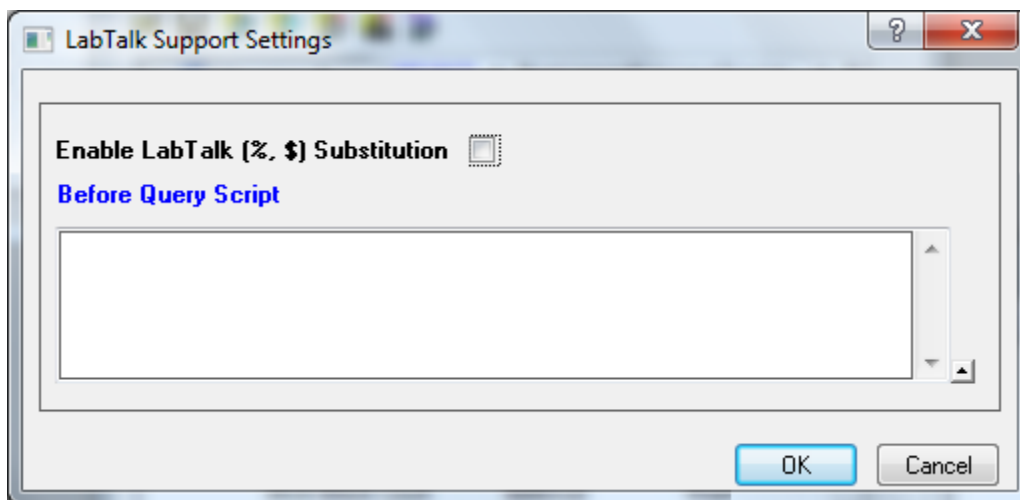 LabTalk Support Settings
Enable LabTalk (%, $) Substitution
Before Query Script
OK Cancel